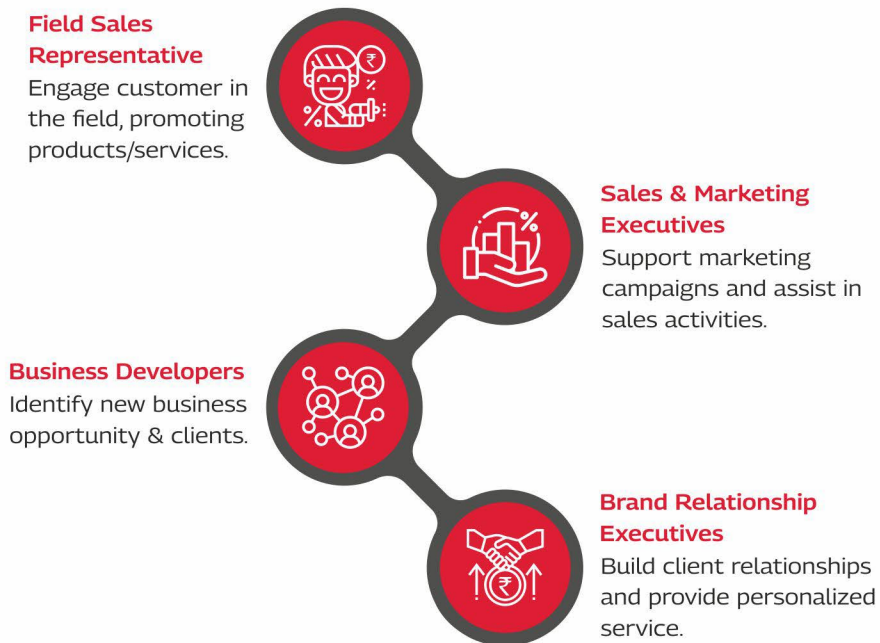 Field Sales
Representative
Engage customer in
the field, promoting
products/services.
Sales & Marketing
Executives
Support marketing
campaigns and assist in
sales activities.
Business Developers
Identify new business
opportunity & clients.
Brand Relationship
Executives
Build client relationships
and provide personalized
service.